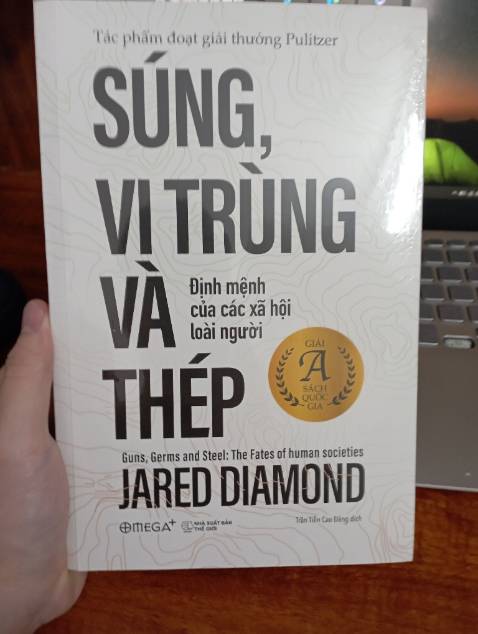 Tác phẩm đoạt giải thưởng Pulitzer
SÚNG,
VI TRÙNG
VÀ
Định mệnh
của các xã hội
loài người
THÉP
GIẢI
A
SÁCH QUỐC
GIA
Guns, Germs and Steel: The Fates of human societies
JARED DIAMOND
OMEGA+
NHÀ XUẤT BẢN
THẾ GIỚI
Trần Tiễn Cao Đăng dịch